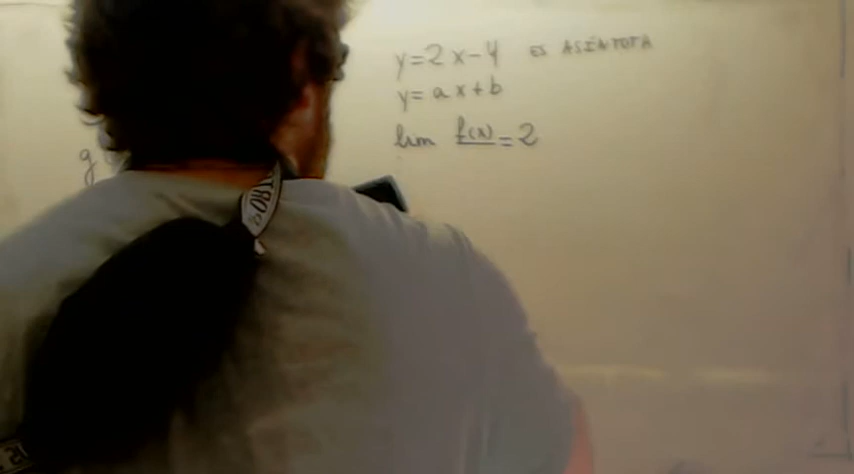 y=2x-4 ES ASÍNTOTA
y=ax+b
lim f(x) = 2
g